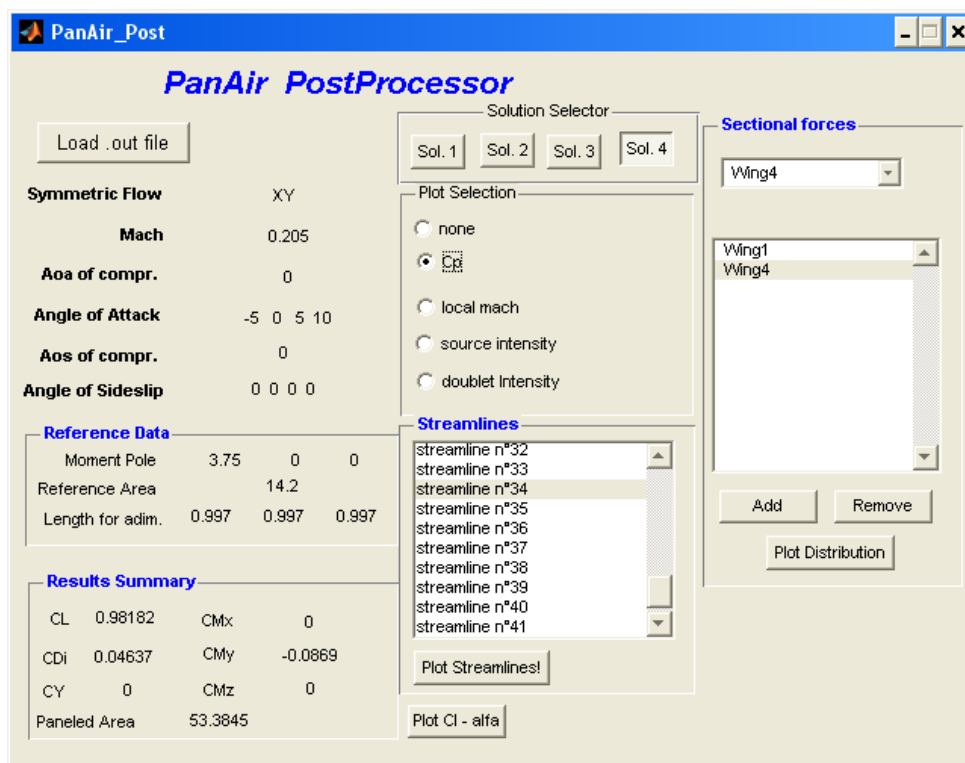 PanAir_Post
PanAir PostProcessor
Load .out file
Symmetric Flow XY
Mach 0.205
Aoa of compr. 0
Angle of Attack -5 0 5 10
Aos of compr. 0
Angle of Sideslip 0 0 0 0
Reference Data
Moment Pole 3.75 0 0
Reference Area 14.2
Length for adim. 0.997 0.997 0.997
Results Summary
CL 0.98182 CMx 0
CDi 0.04637 CMy -0.0869
CY 0 CMz 0
Paneled Area 53.3845
Solution Selector
Sol. 1 Sol. 2 Sol. 3 Sol. 4
Plot Selection
none
Cp
local mach
source intensity
doublet Intensity
Streamlines
streamline n°32
streamline n°33
streamline n°34
streamline n°35
streamline n°36
streamline n°37
streamline n°38
streamline n°39
streamline n°40
streamline n°41
Plot Streamlines!
Plot Cl - alfa
Sectional forces
Wing4
Wing1
Wing4
Add Remove
Plot Distribution